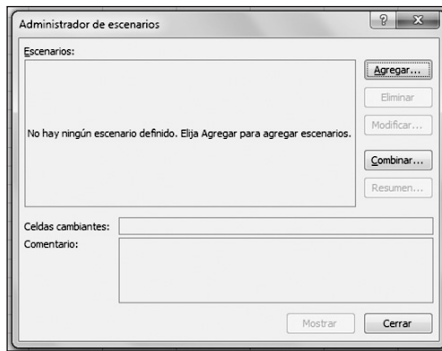 Administrador de escenarios
?
Escenarios:
No hay ningún escenario definido. Elija Agregar para agregar escenarios.
Agregar...
Eliminar
Modificar...
Combinar...
Resumen...
Celdas cambiantes:
Comentario:
Mostrar
Cerrar